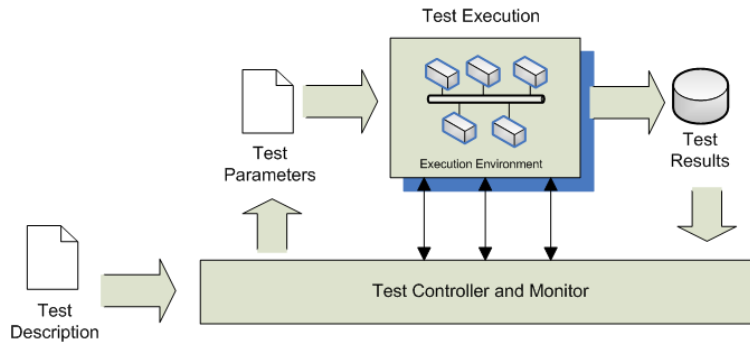 Test Execution
Execution Environment
Test
Parameters
Test
Results
Test
Description
Test Controller and Monitor